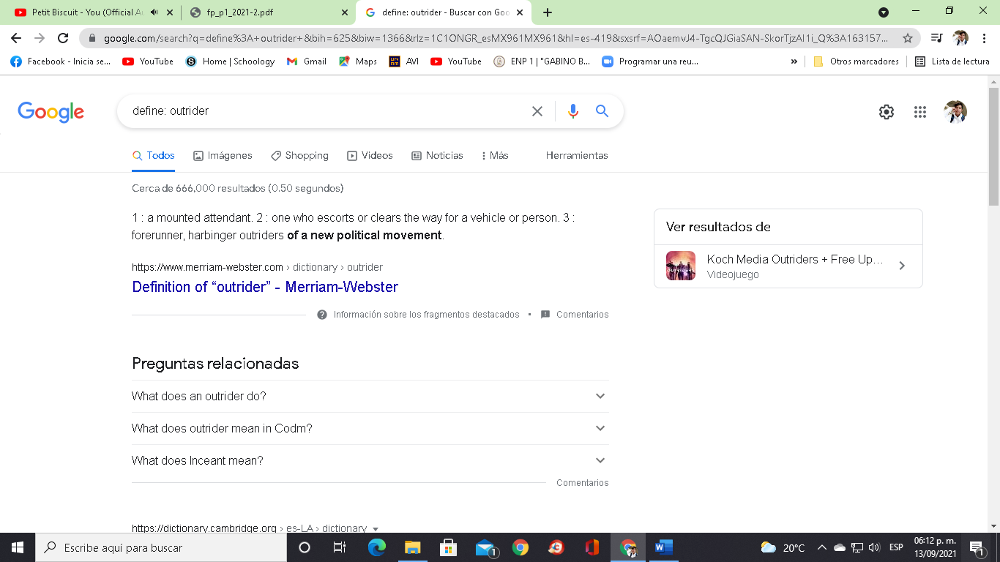 Petit Biscuit - You (Official Au
fp_p1_2021-2.pdf
define: outrider - Buscar con Goo
google.com/search?q=define%3A+outrider+&bih=625&biw=1366&rlz=1C1ONGR_esMX961MX961&hl=es-419&sxsrf=AOaemvJ4-TgcQJGiaSAN-SkorTjzAl1i_Q%3A163157...
Facebook - Inicia se...
YouTube
Home | Schoology
Gmail
Maps
AVI
YouTube
ENP 1 | "GABINO B...
Programar una reu...
»
Otros marcadores
Lista de lectura
Google
define: outrider
Todos
Imágenes
Shopping
Videos
Noticias
Más
Herramientas
Cerca de 666,000 resultados (0.50 segundos)
1 : a mounted attendant. 2 : one who escorts or clears the way for a vehicle or person. 3 :
forerunner, harbinger outriders of a new political movement.
https://www.merriam-webster.com › dictionary › outrider
Definition of “outrider” - Merriam-Webster
Información sobre los fragmentos destacados • Comentarios
Ver resultados de
OUTRIDERS
Koch Media Outriders + Free Up...
Videojuego
Preguntas relacionadas
What does an outrider do?
What does outrider mean in Codm?
What does Inceant mean?
Comentarios
https://dictionary.cambridge.org › es-LA › dictionary
Escribe aquí para buscar
1
20°C
ESP
06:12 p. m.
13/09/2021
1